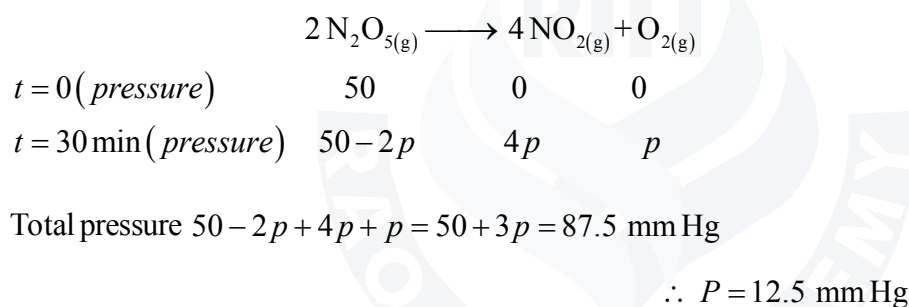 2 N₂O₅(g) ⟶ 4 NO₂(g) + O₂(g)
t = 0 (pressure) 50 0 0
t = 30 min (pressure) 50 − 2p 4p p
Total pressure 50 − 2p + 4p + p = 50 + 3p = 87.5 mm Hg
∴ P = 12.5 mm Hg